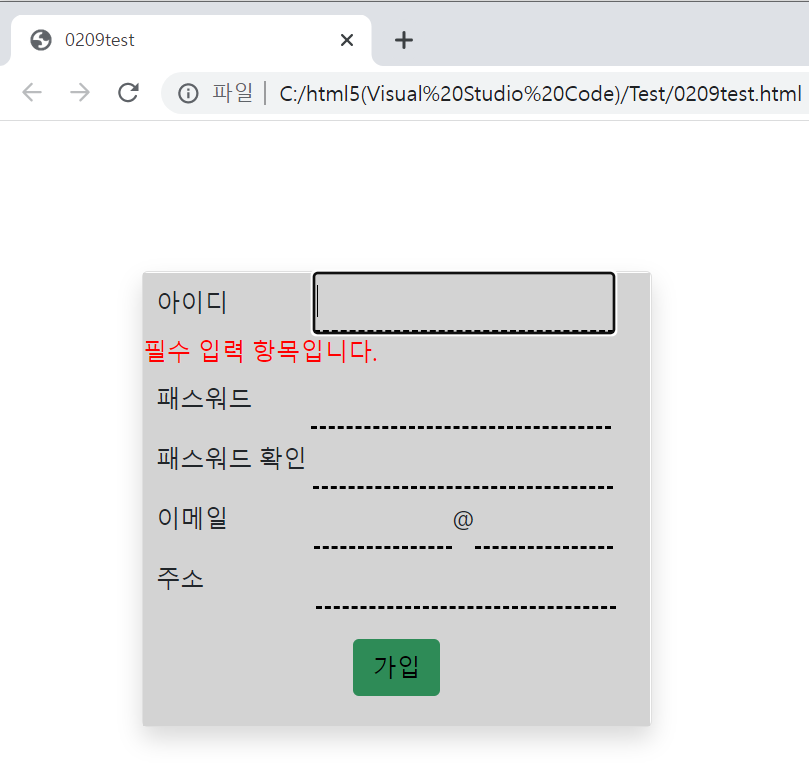 0209test
파일 C:/html5(Visual%20Studio%20Code)/Test/0209test.html
아이디
필수 입력 항목입니다.
패스워드
패스워드 확인
이메일 @
주소
가입